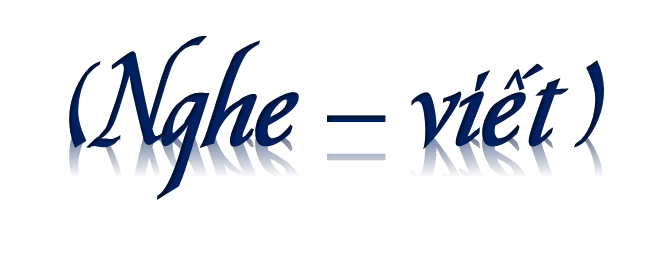 (Nghe – viết )